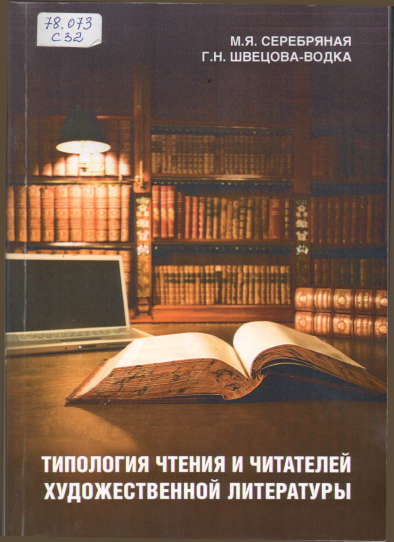 78.073
С32
М.Я. СЕРЕБРЯНАЯ
Г.Н. ШВЕЦОВА-ВОДКА
ТИПОЛОГИЯ ЧТЕНИЯ И ЧИТАТЕЛЕЙ
ХУДОЖЕСТВЕННОЙ ЛИТЕРАТУРЫ